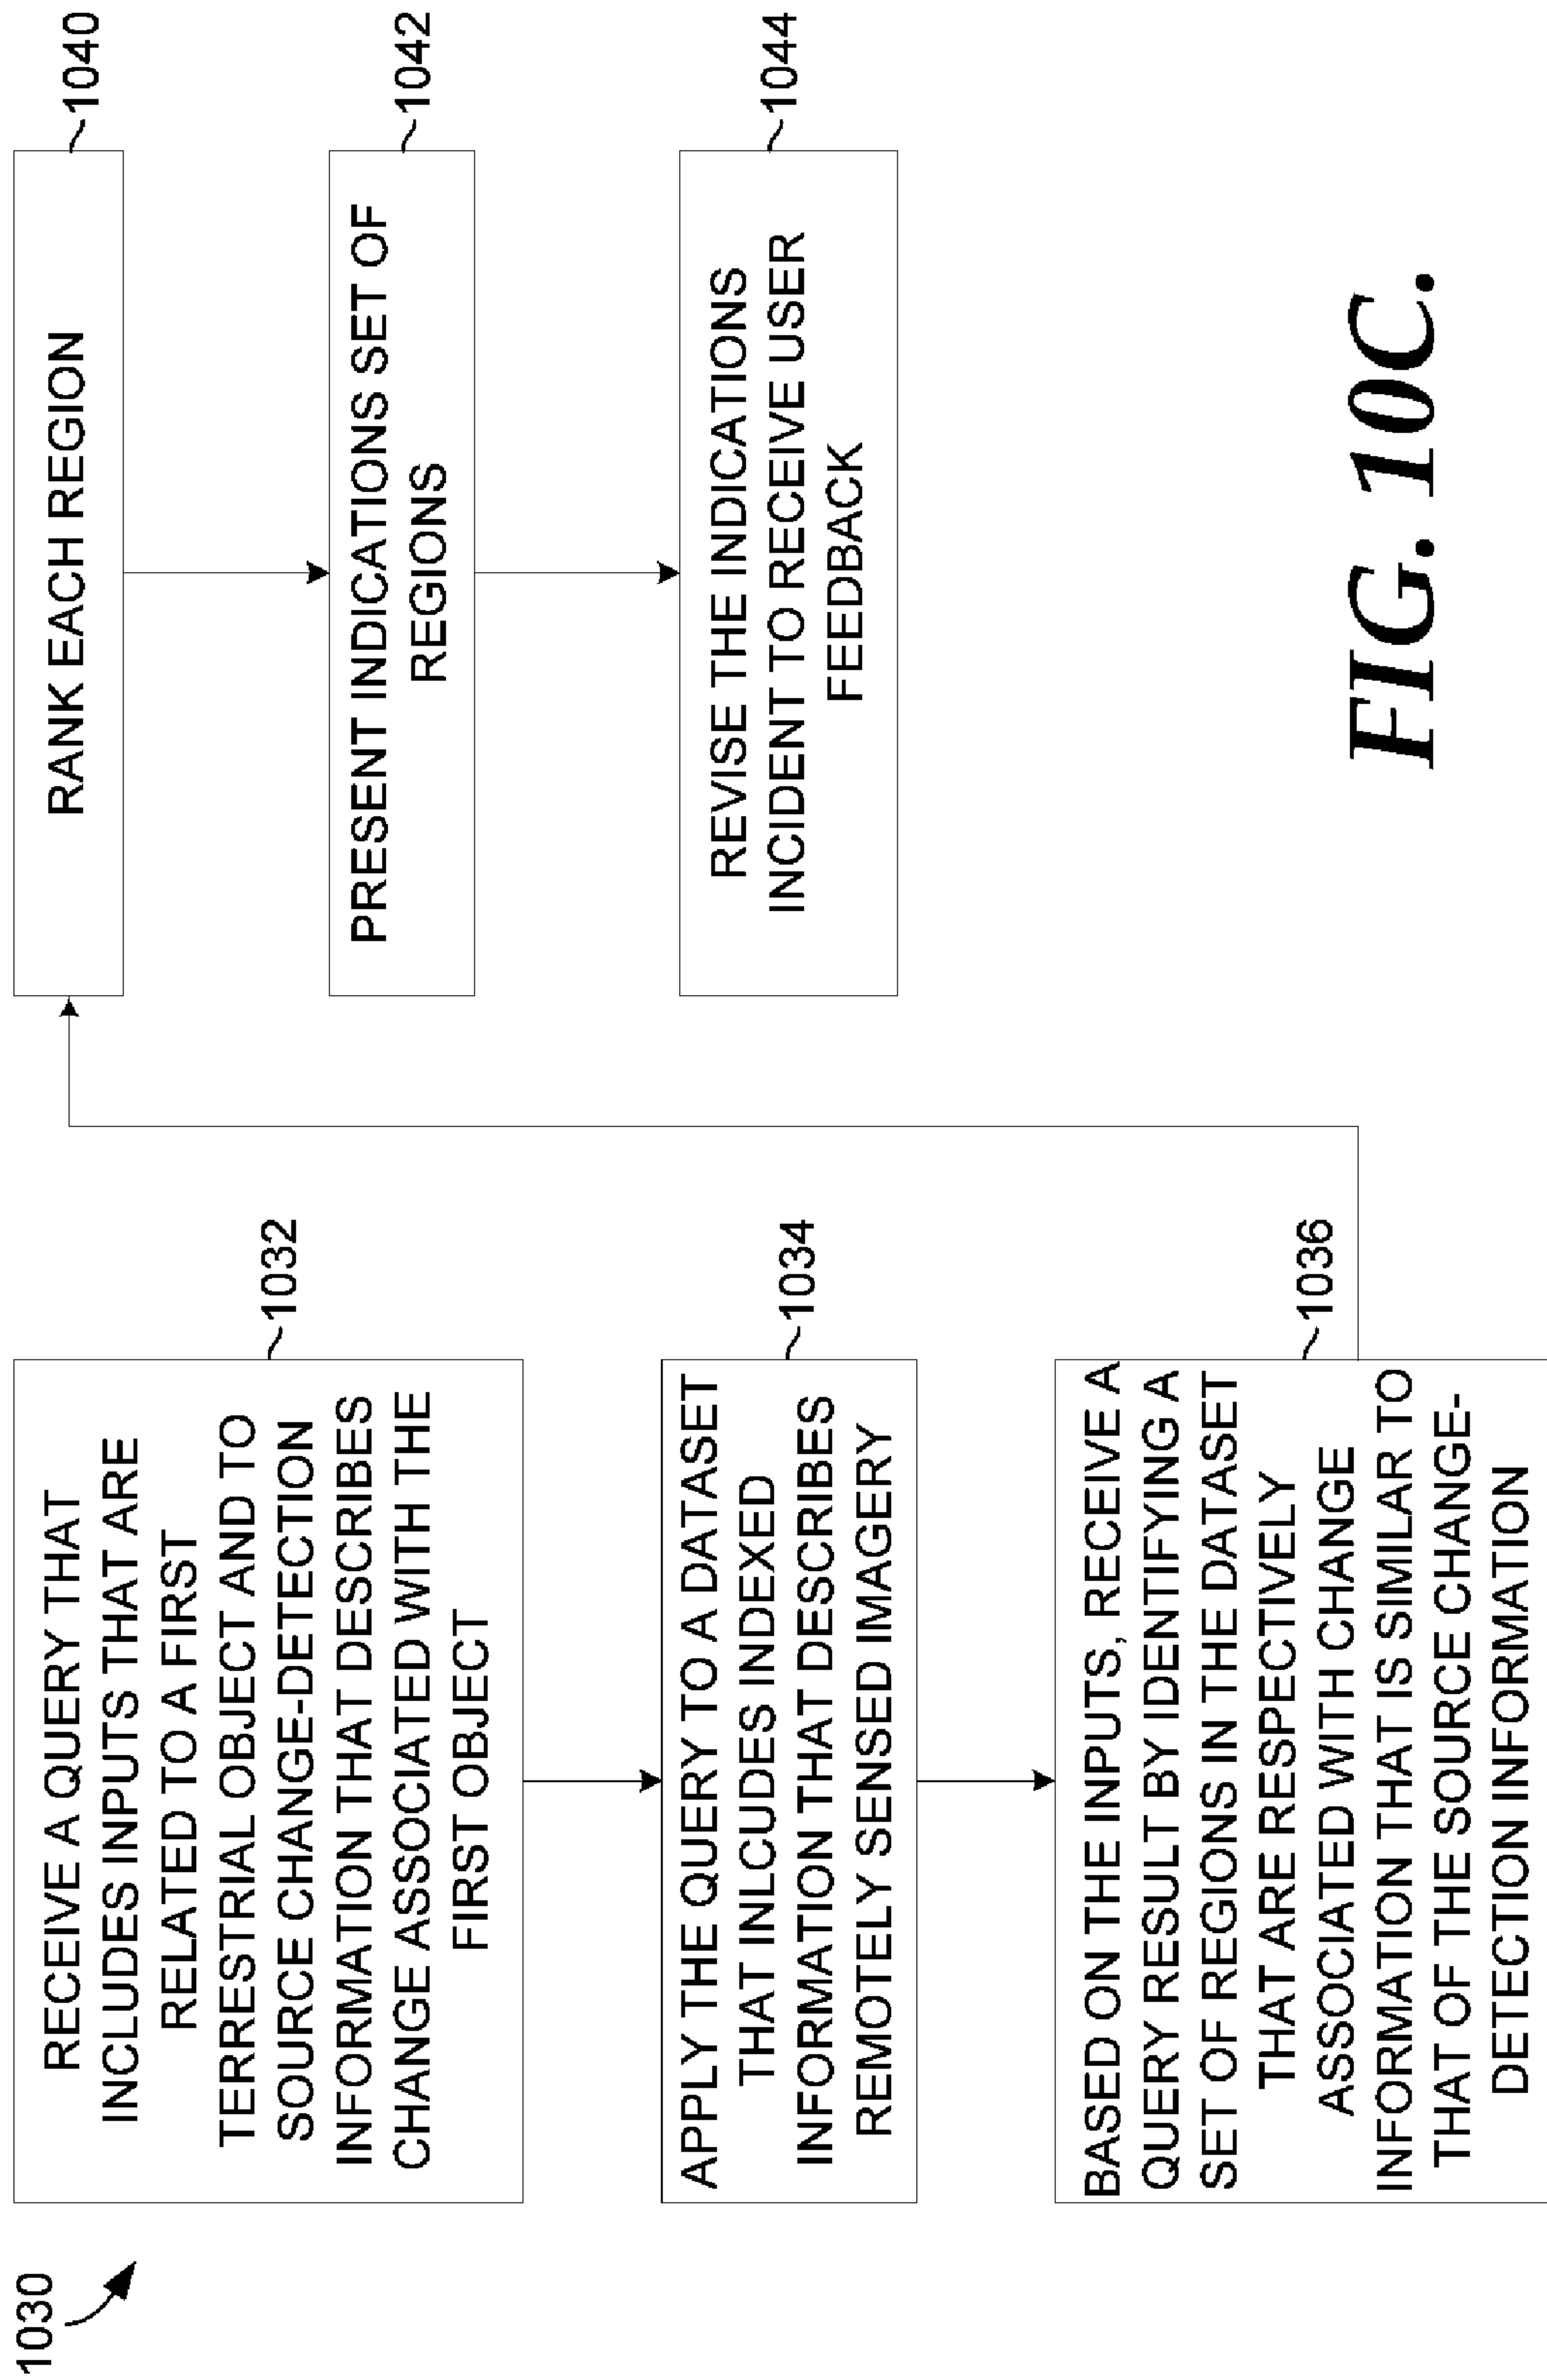 1030
RECEIVE A QUERY THAT
INCLUDES INPUTS THAT ARE
RELATED TO A FIRST
TERRESTRIAL OBJECT AND TO
SOURCE CHANGE-DETECTION
INFORMATION THAT DESCRIBES
CHANGE ASSOCIATED WITH THE
FIRST OBJECT
~1032
APPLY THE QUERY TO A DATASET
THAT INLCUDES INDEXED
INFORMATION THAT DESCRIBES
REMOTELY SENSED IMAGERY
~1034
BASED ON THE INPUTS, RECEIVE A
QUERY RESULT BY IDENTIFYING A
SET OF REGIONS IN THE DATASET
THAT ARE RESPECTIVELY
ASSOCIATED WITH CHANGE
INFORMATION THAT IS SIMILAR TO
THAT OF THE SOURCE CHANGE-
DETECTION INFORMATION
~1036
RANK EACH REGION
~1040
PRESENT INDICATIONS SET OF
REGIONS
~1042
REVISE THE INDICATIONS
INCIDENT TO RECEIVE USER
FEEDBACK
~1044
FIG. 10C.